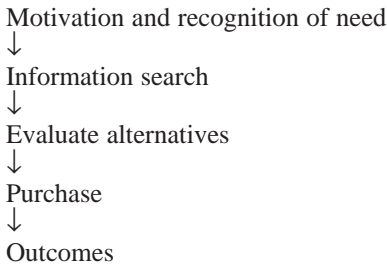 Motivation and recognition of need
↓
Information search
↓
Evaluate alternatives
↓
Purchase
↓
Outcomes